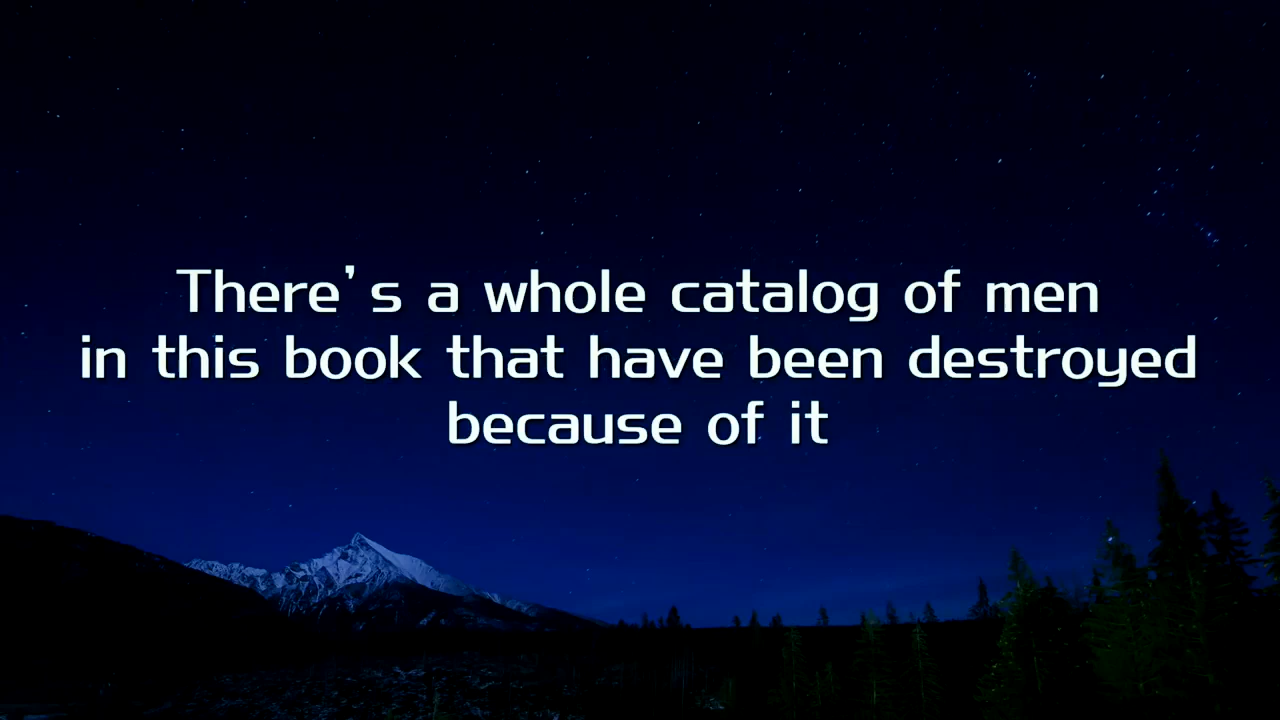 There's a whole catalog of men
in this book that have been destroyed
because of it